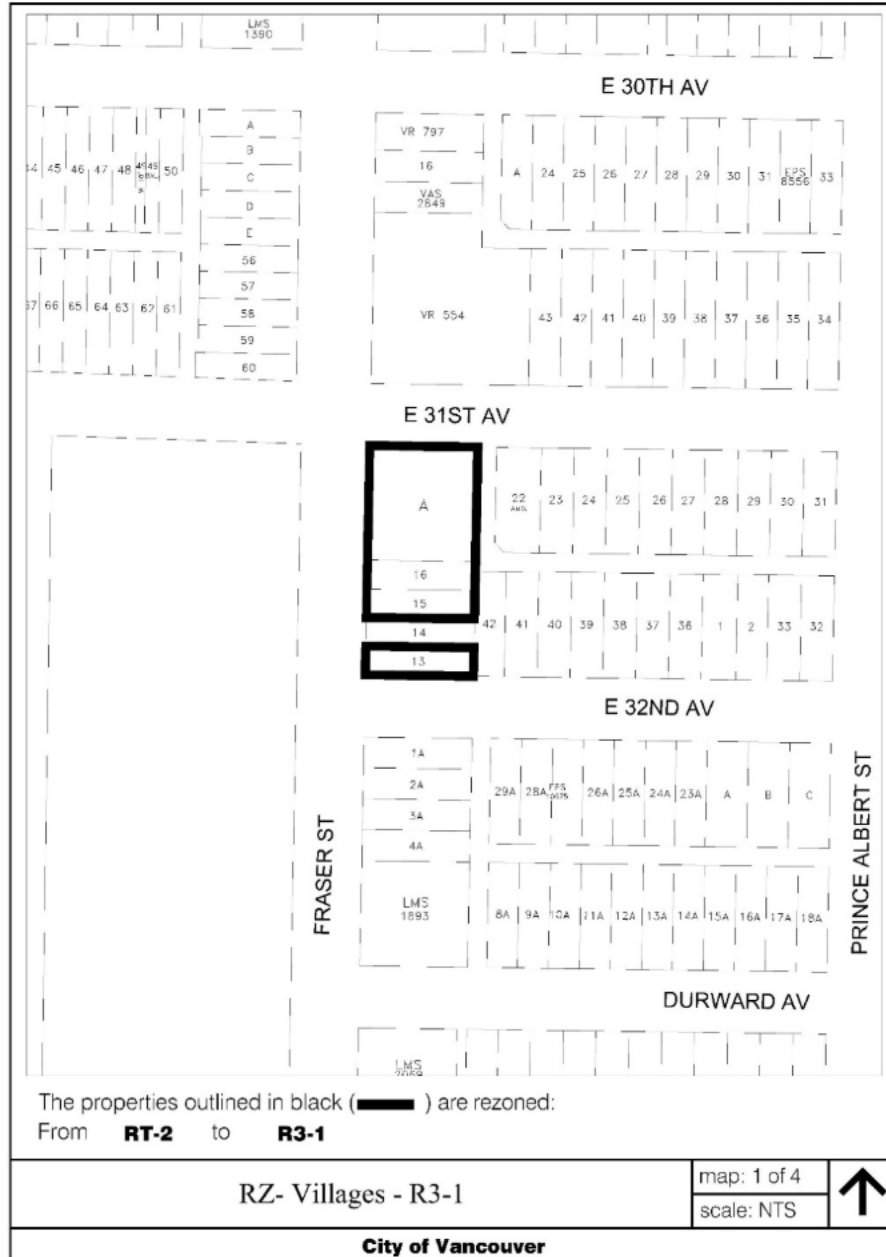 LMS
1390
E 30TH AV
A
B
C
D
E
56
57
58
59
60
44 45 46 47 48 50
67 66 65 64 63 62 61
VR 797
16
VAS
2849
VR 554
A 24 25 26 27 28 29 30 31 EPS 8556 33
43 42 41 40 39 38 37 36 35 34
E 31ST AV
A
16
15
14
13
22 23 24 25 26 27 28 29 30 31
42 41 40 39 38 37 36 1 2 33 32
E 32ND AV
1A
2A
3A
4A
LMS
1893
29A 28A 26A 25A 24A 23A A B C
8A 9A 10A 11A 12A 13A 14A 15A 16A 17A 18A
FRASER ST
PRINCE ALBERT ST
DURWARD AV
LMS
The properties outlined in black ( ) are rezoned:
From RT-2 to R3-1
RZ- Villages - R3-1
map: 1 of 4
scale: NTS
City of Vancouver